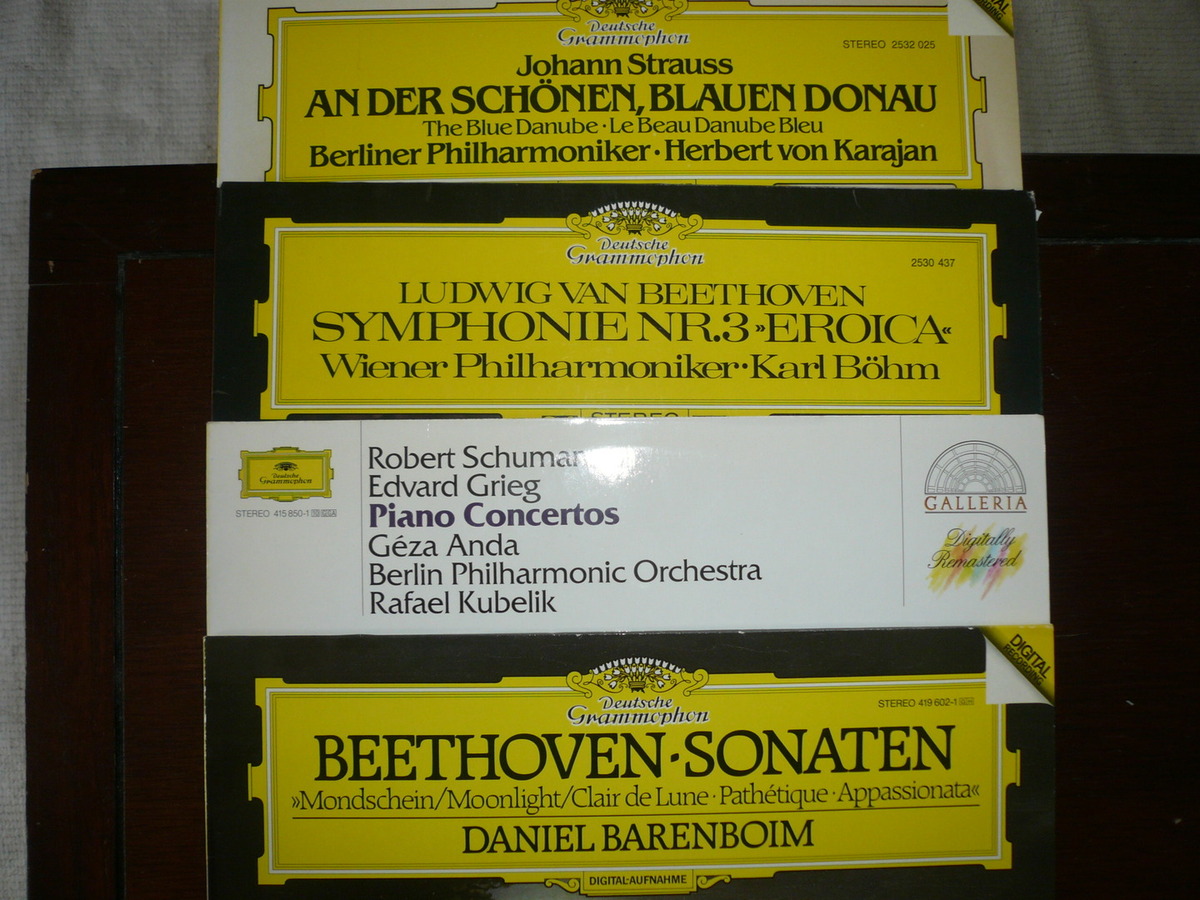 Deutsche
Grammophon
STEREO 2532 025
Johann Strauss
AN DER SCHÖNEN, BLAUEN DONAU
The Blue Danube · Le Beau Danube Bleu
Berliner Philharmoniker · Herbert von Karajan
Deutsche
Grammophon
2530 437
LUDWIG VAN BEETHOVEN
SYMPHONIE NR.3 »EROICA«
Wiener Philharmoniker · Karl Böhm
STEREO
Deutsche
Grammophon
STEREO 415 850-1
Robert Schuman
Edvard Grieg
Piano Concertos
Géza Anda
Berlin Philharmonic Orchestra
Rafael Kubelik
GALLERIA
Digitally
Remastered
DIGITAL
RECORDING
Deutsche
Grammophon
STEREO 419 602-1
BEETHOVEN · SONATEN
»Mondschein/Moonlight/Clair de Lune · Pathétique · Appassionata«
DANIEL BARENBOIM
DIGITAL-AUFNAHME